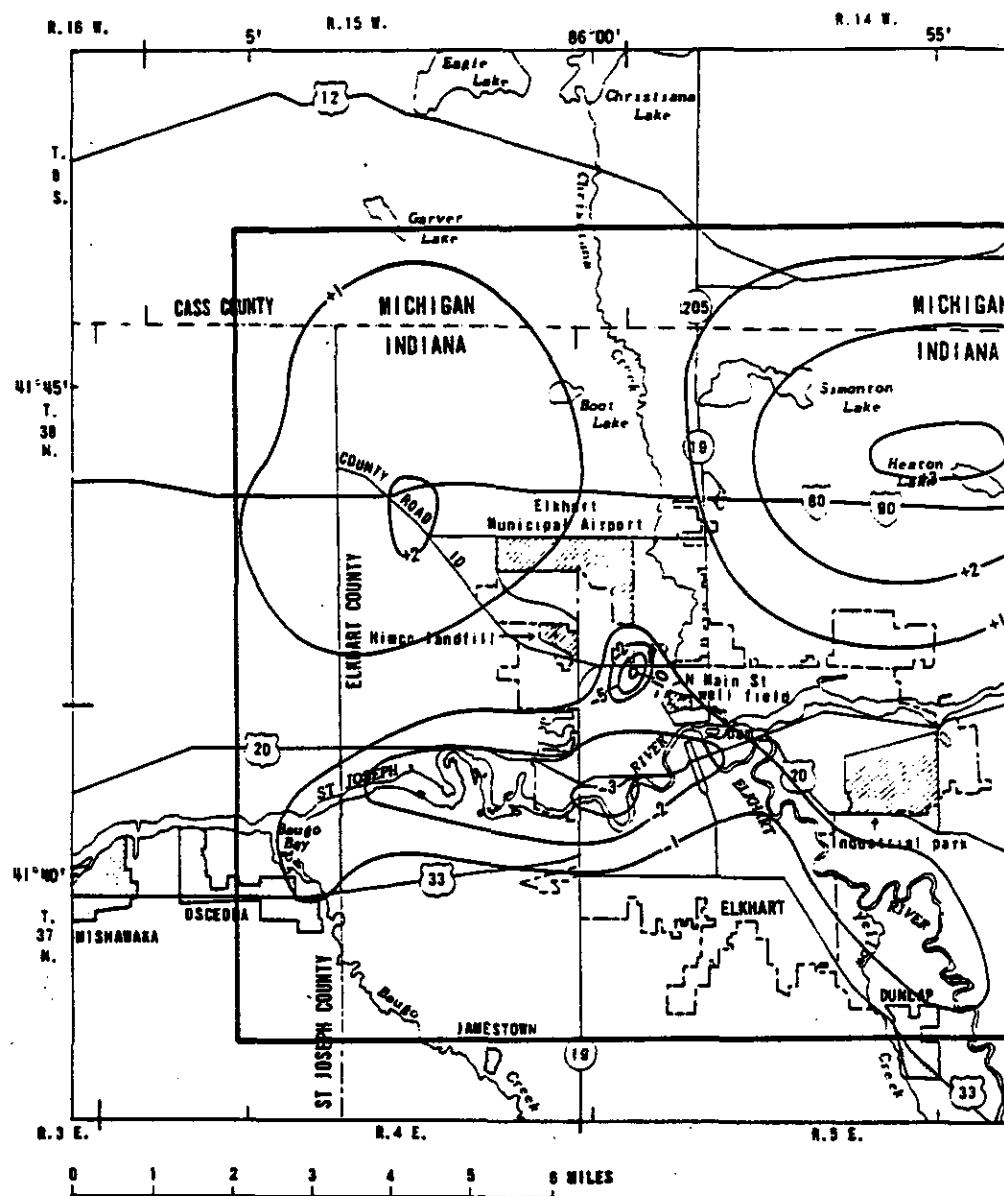 R.16 W.
R.15 W.
R.14 W.
5'
86°00'
55'
Eagle
Lake
Christiana
Lake
12
T.
8
S.
Christiana
Creek
Garver
Lake
+1
CASS COUNTY
MICHIGAN
INDIANA
205
MICHIGAN
INDIANA
41°45'
T.
38
N.
Boot
Lake
Simonton
Lake
19
Heaton
Lake
+3
COUNTY
ROAD
10
+2
Elkhart
Municipal Airport
80
90
+2
+1
ELKHART COUNTY
Himco landfill
-5
10
N Main St
well field
20
ST JOSEPH
RIVER
-3
-2
-1
ELKHART
RIVER
20
Industrial park
Baugo
Bay
41°40'
T.
37
N.
MISHAWAKA
OSCEOLA
33
ELKHART
Yellow
Creek
DUNLAP
33
ST JOSEPH COUNTY
Baugo
Creek
JAMESTOWN
19
R.3 E.
R.4 E.
R.5 E.
0 1 2 3 4 5 6 MILES